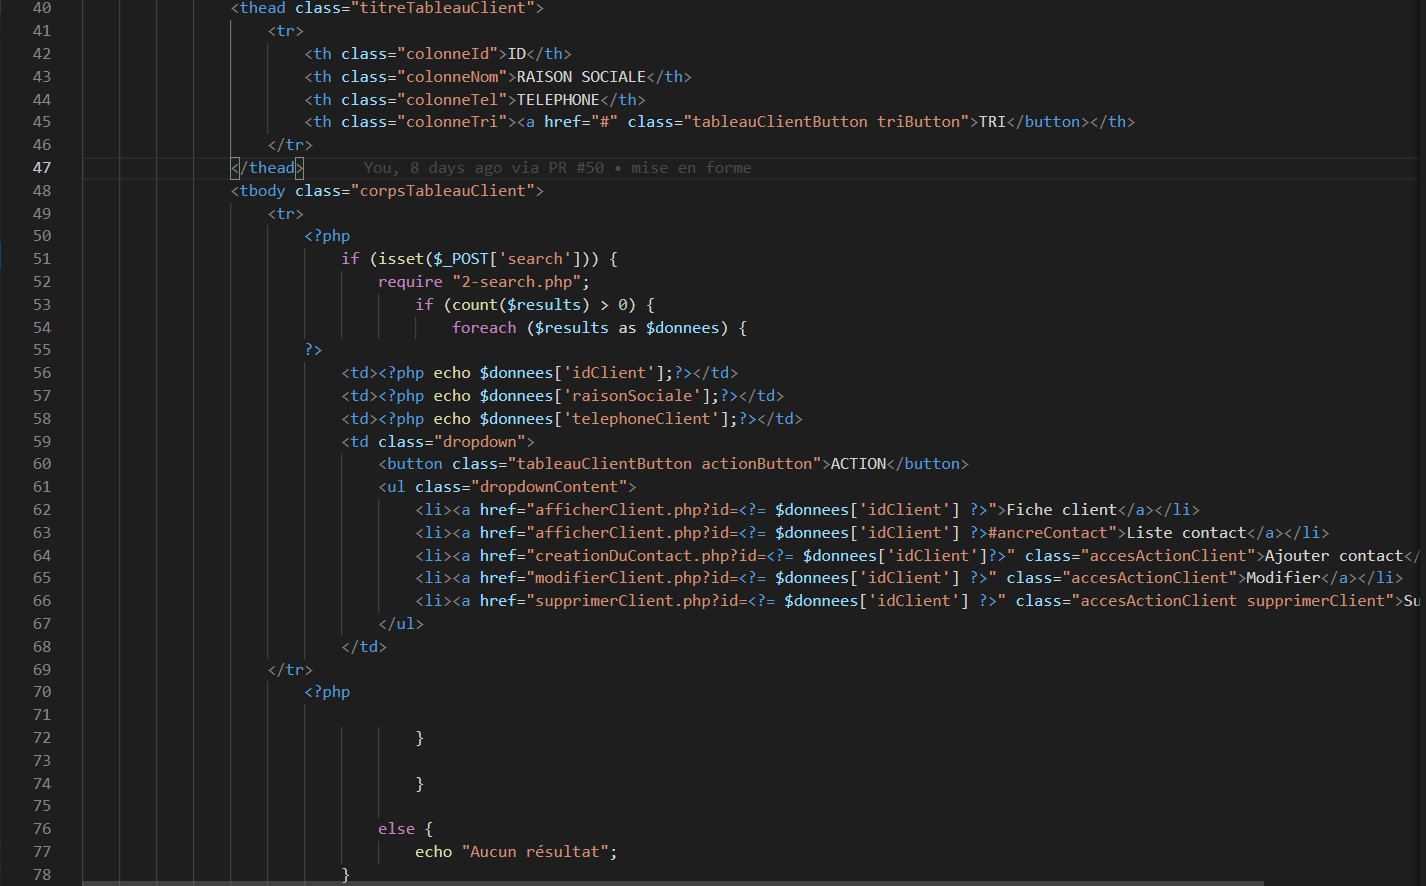 40 <thead class="titreTableauClient">
41 <tr>
42 <th class="colonneId">ID</th>
43 <th class="colonneNom">RAISON SOCIALE</th>
44 <th class="colonneTel">TELEPHONE</th>
45 <th class="colonneTri"><a href="#" class="tableauClientButton triButton">TRI</button></th>
46 </tr>
47 </thead> You, 8 days ago via PR #50 • mise en forme
48 <tbody class="corpsTableauClient">
49 <tr>
50 <?php
51 if (isset($_POST['search'])) {
52 require "2-search.php";
53 if (count($results) > 0) {
54 foreach ($results as $donnees) {
55 ?>
56 <td><?php echo $donnees['idClient'];?></td>
57 <td><?php echo $donnees['raisonSociale'];?></td>
58 <td><?php echo $donnees['telephoneClient'];?></td>
59 <td class="dropdown">
60 <button class="tableauClientButton actionButton">ACTION</button>
61 <ul class="dropdownContent">
62 <li><a href="afficherClient.php?id=<?= $donnees['idClient'] ?>">Fiche client</a></li>
63 <li><a href="afficherClient.php?id=<?= $donnees['idClient'] ?>#ancreContact">Liste contact</a></li>
64 <li><a href="creationDuContact.php?id=<?= $donnees['idClient']?>" class="accesActionClient">Ajouter contact</
65 <li><a href="modifierClient.php?id=<?= $donnees['idClient'] ?>" class="accesActionClient">Modifier</a></li>
66 <li><a href="supprimerClient.php?id=<?= $donnees['idClient'] ?>" class="accesActionClient supprimerClient">Su
67 </ul>
68 </td>
69 </tr>
70 <?php
71
72 }
73
74 }
75
76 else {
77 echo "Aucun résultat";
78 }